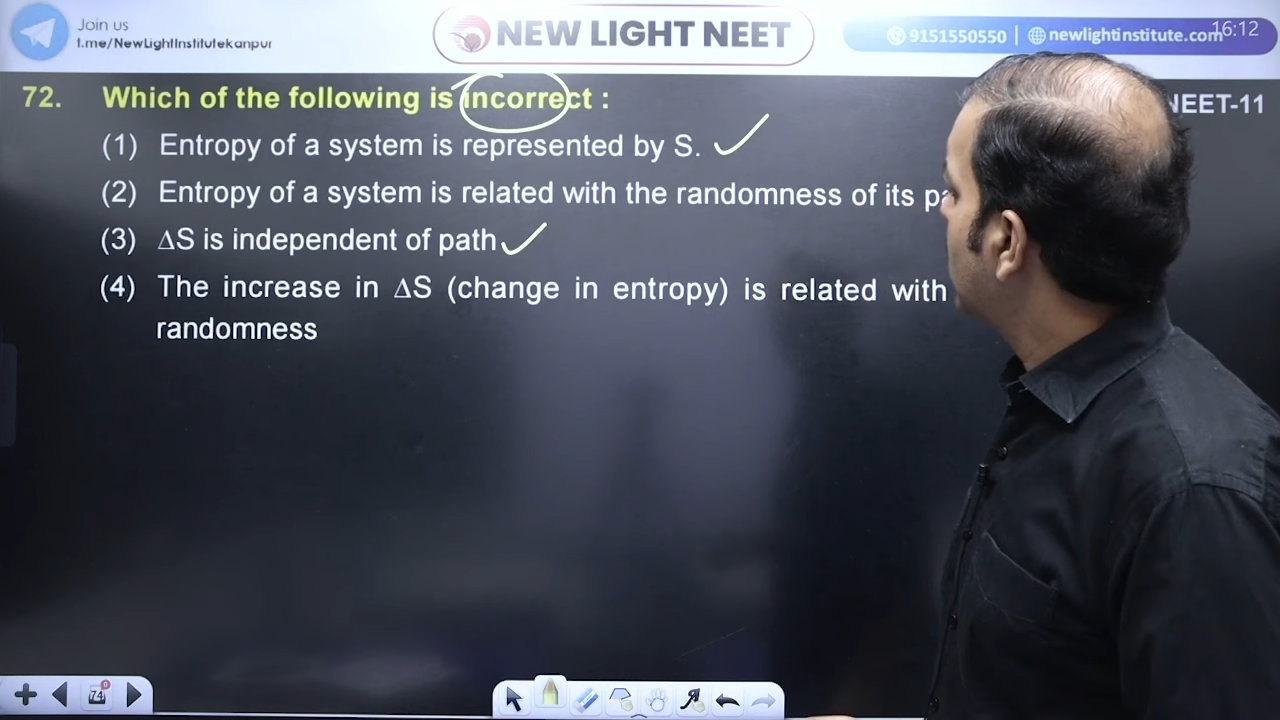 Join us
t.me/NewLightInstitutekanpur
NEW LIGHT NEET
9151550550 | newlightinstitute.com
16:12
NEET-11
72. Which of the following is incorrect :
(1) Entropy of a system is represented by S.
(2) Entropy of a system is related with the randomness of its
(3) ΔS is independent of path
(4) The increase in ΔS (change in entropy) is related with
randomness
74